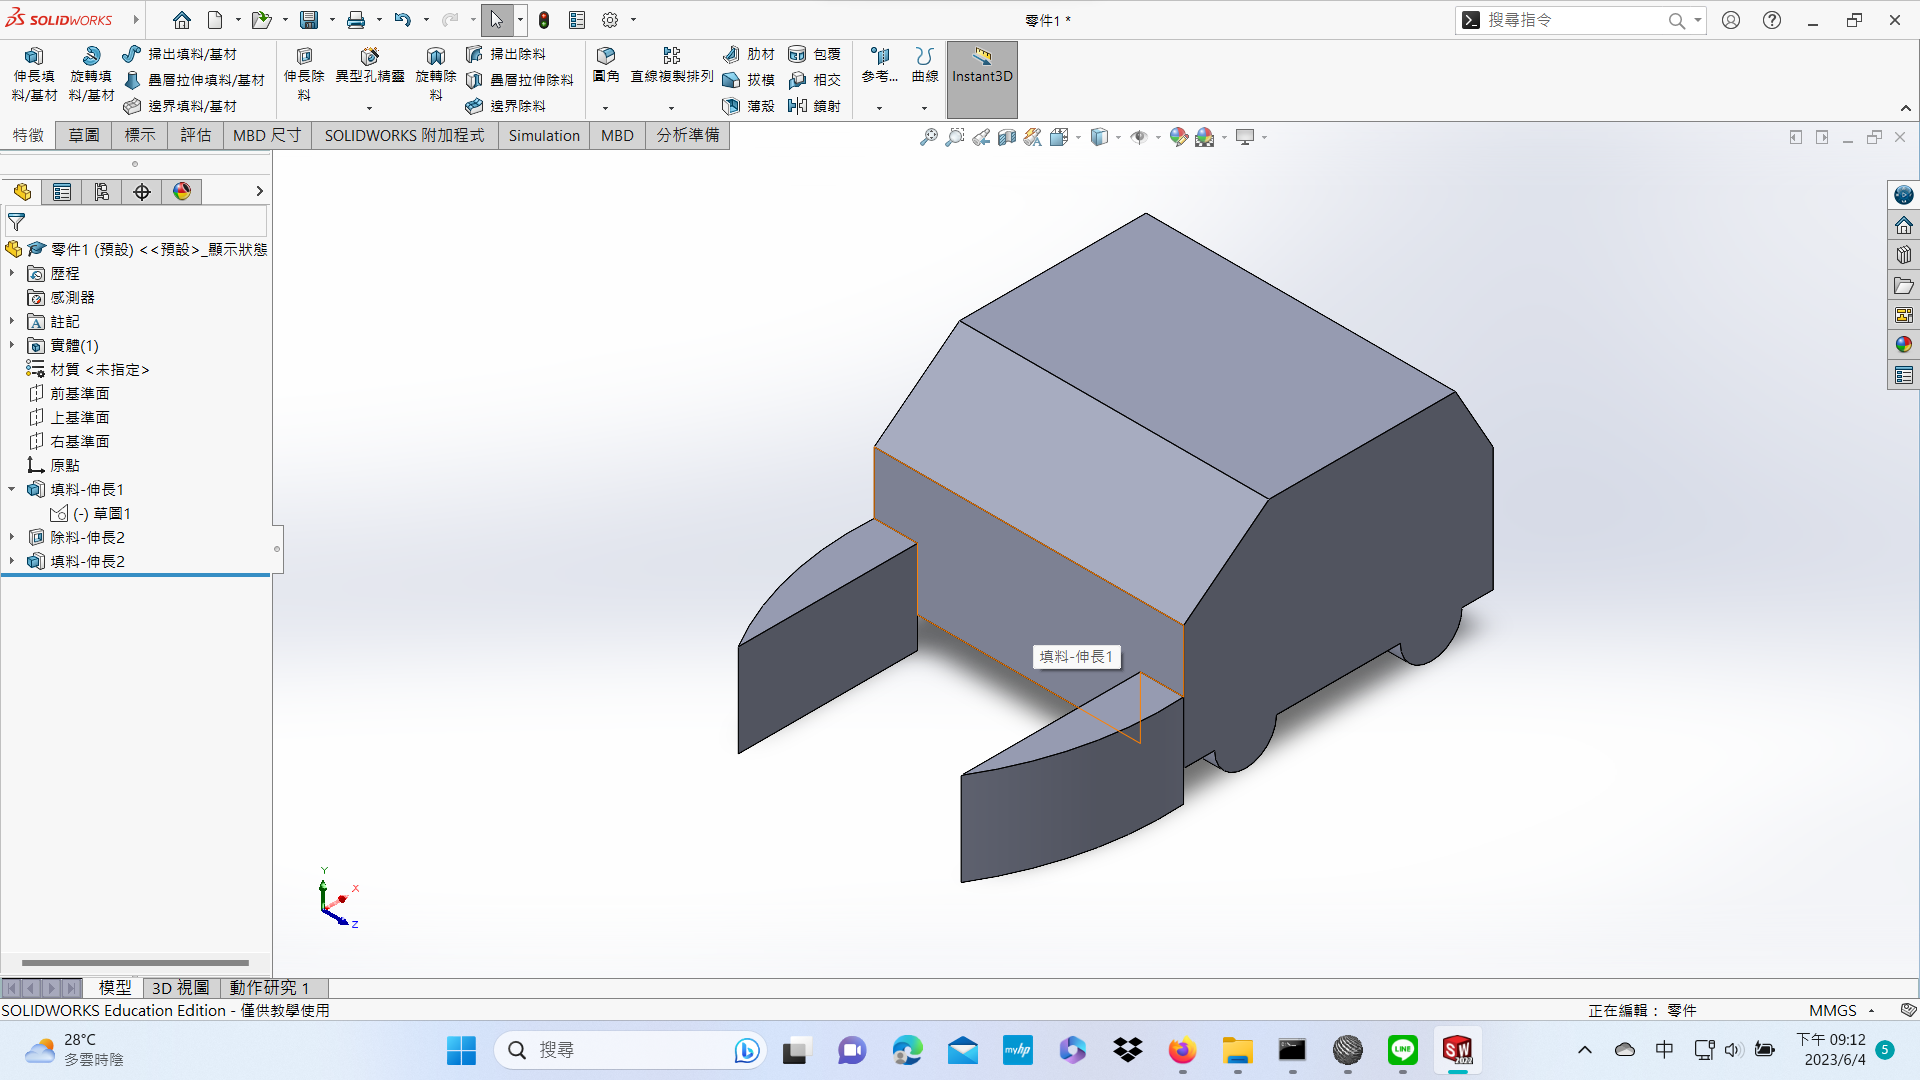 SOLIDWORKS
零件1 *
搜尋指令
伸長填料/基材
旋轉填料/基材
掃出填料/基材
疊層拉伸填料/基材
邊界填料/基材
伸長除料
異型孔精靈
旋轉除料
掃出除料
疊層拉伸除料
邊界除料
圓角
直線複製排列
肋材
拔模
薄殼
包覆
相交
鏡射
參考...
曲線
Instant3D
特徵
草圖
標示
評估
MBD 尺寸
SOLIDWORKS 附加程式
Simulation
MBD
分析準備
零件1 (預設) <<預設>_顯示狀態
歷程
感測器
註記
實體(1)
材質 <未指定>
前基準面
上基準面
右基準面
原點
填料-伸長1
(-) 草圖1
除料-伸長2
填料-伸長2
填料-伸長1
Y
X
Z
模型
3D 視圖
動作研究 1
SOLIDWORKS Education Edition - 僅供教學使用
正在編輯： 零件
MMGS
28°C
多雲時陰
搜尋
myhp
LINE
SW
2022
中
下午 09:12
2023/6/4
5